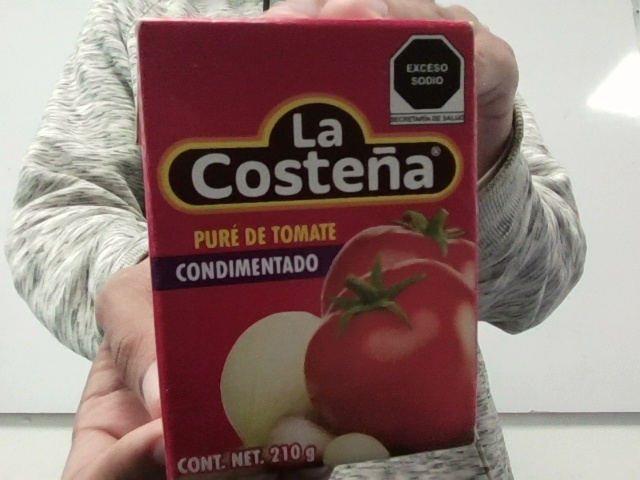 EXCESO
SODIO
SECRETARÍA DE SALUD
La
Costeña®
PURÉ DE TOMATE
CONDIMENTADO
CONT. NET. 210 g